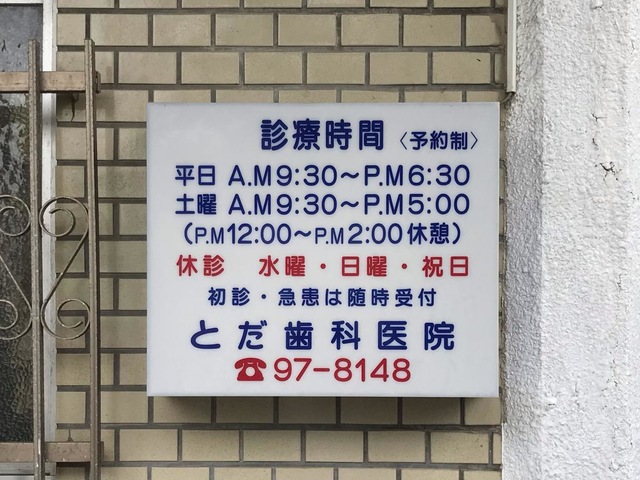 診療時間〈予約制〉
平日 A.M9:30〜P.M6:30
土曜 A.M9:30〜P.M5:00
（P.M12:00〜P.M2:00休憩）
休診 水曜・日曜・祝日
初診・急患は随時受付
とだ歯科医院
☎97-8148